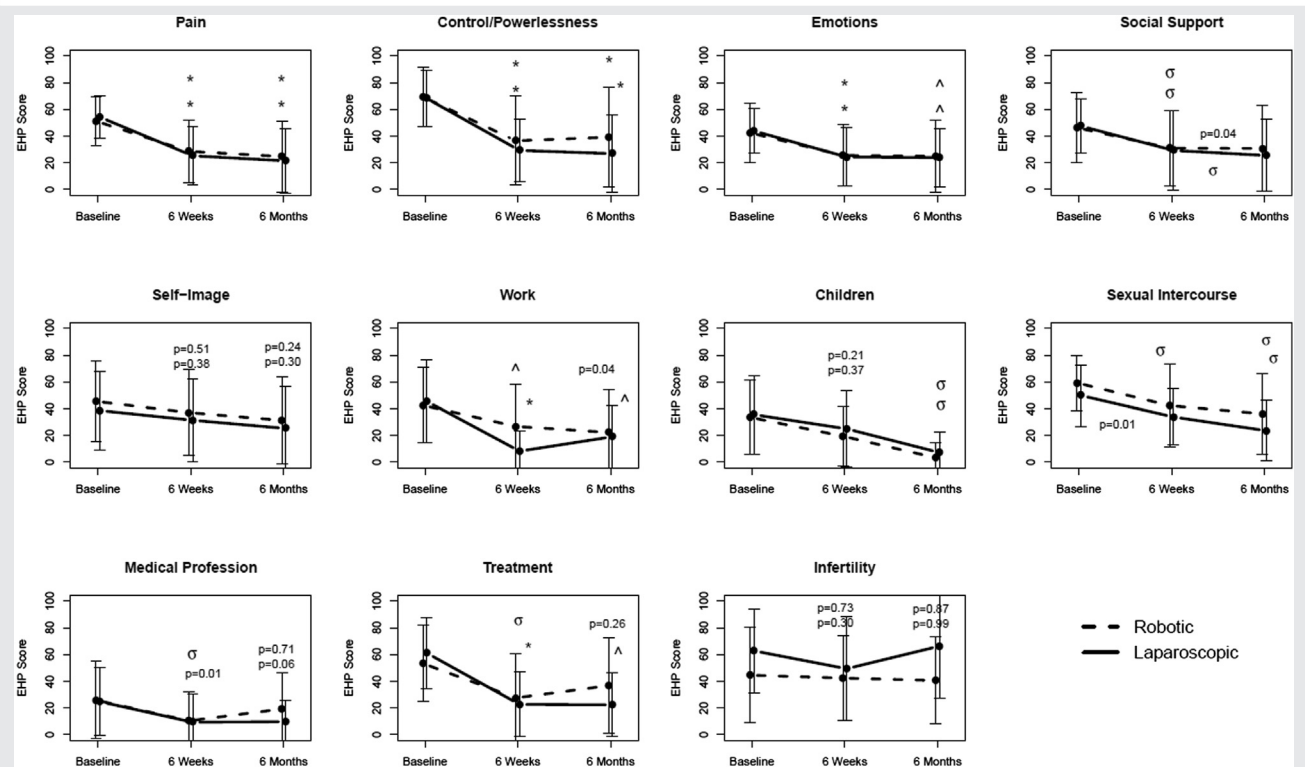 Pain
Control/Powerlessness
Emotions
Social Support
EHP Score
0 20 40 60 80 100
* *
* *
Baseline 6 Weeks 6 Months
EHP Score
0 20 40 60 80 100
* *
* *
Baseline 6 Weeks 6 Months
EHP Score
0 20 40 60 80 100
* ^
* ^
Baseline 6 Weeks 6 Months
EHP Score
0 20 40 60 80 100
σ
σ
p=0.04
σ
Baseline 6 Weeks 6 Months
Self−Image
Work
Children
Sexual Intercourse
EHP Score
0 20 40 60 80 100
p=0.51 p=0.24
p=0.38 p=0.30
Baseline 6 Weeks 6 Months
EHP Score
0 20 40 60 80 100
^ p=0.04
* ^
Baseline 6 Weeks 6 Months
EHP Score
0 20 40 60 80 100
p=0.21
p=0.37
σ
σ
Baseline 6 Weeks 6 Months
EHP Score
0 20 40 60 80 100
σ σ
σ
p=0.01
Baseline 6 Weeks 6 Months
Medical Profession
Treatment
Infertility
EHP Score
0 20 40 60 80 100
σ p=0.71
p=0.01 p=0.06
Baseline 6 Weeks 6 Months
EHP Score
0 20 40 60 80 100
σ p=0.26
* ^
Baseline 6 Weeks 6 Months
EHP Score
0 20 40 60 80 100
p=0.73 p=0.87
p=0.30 p=0.99
Baseline 6 Weeks 6 Months
Robotic
Laparoscopic